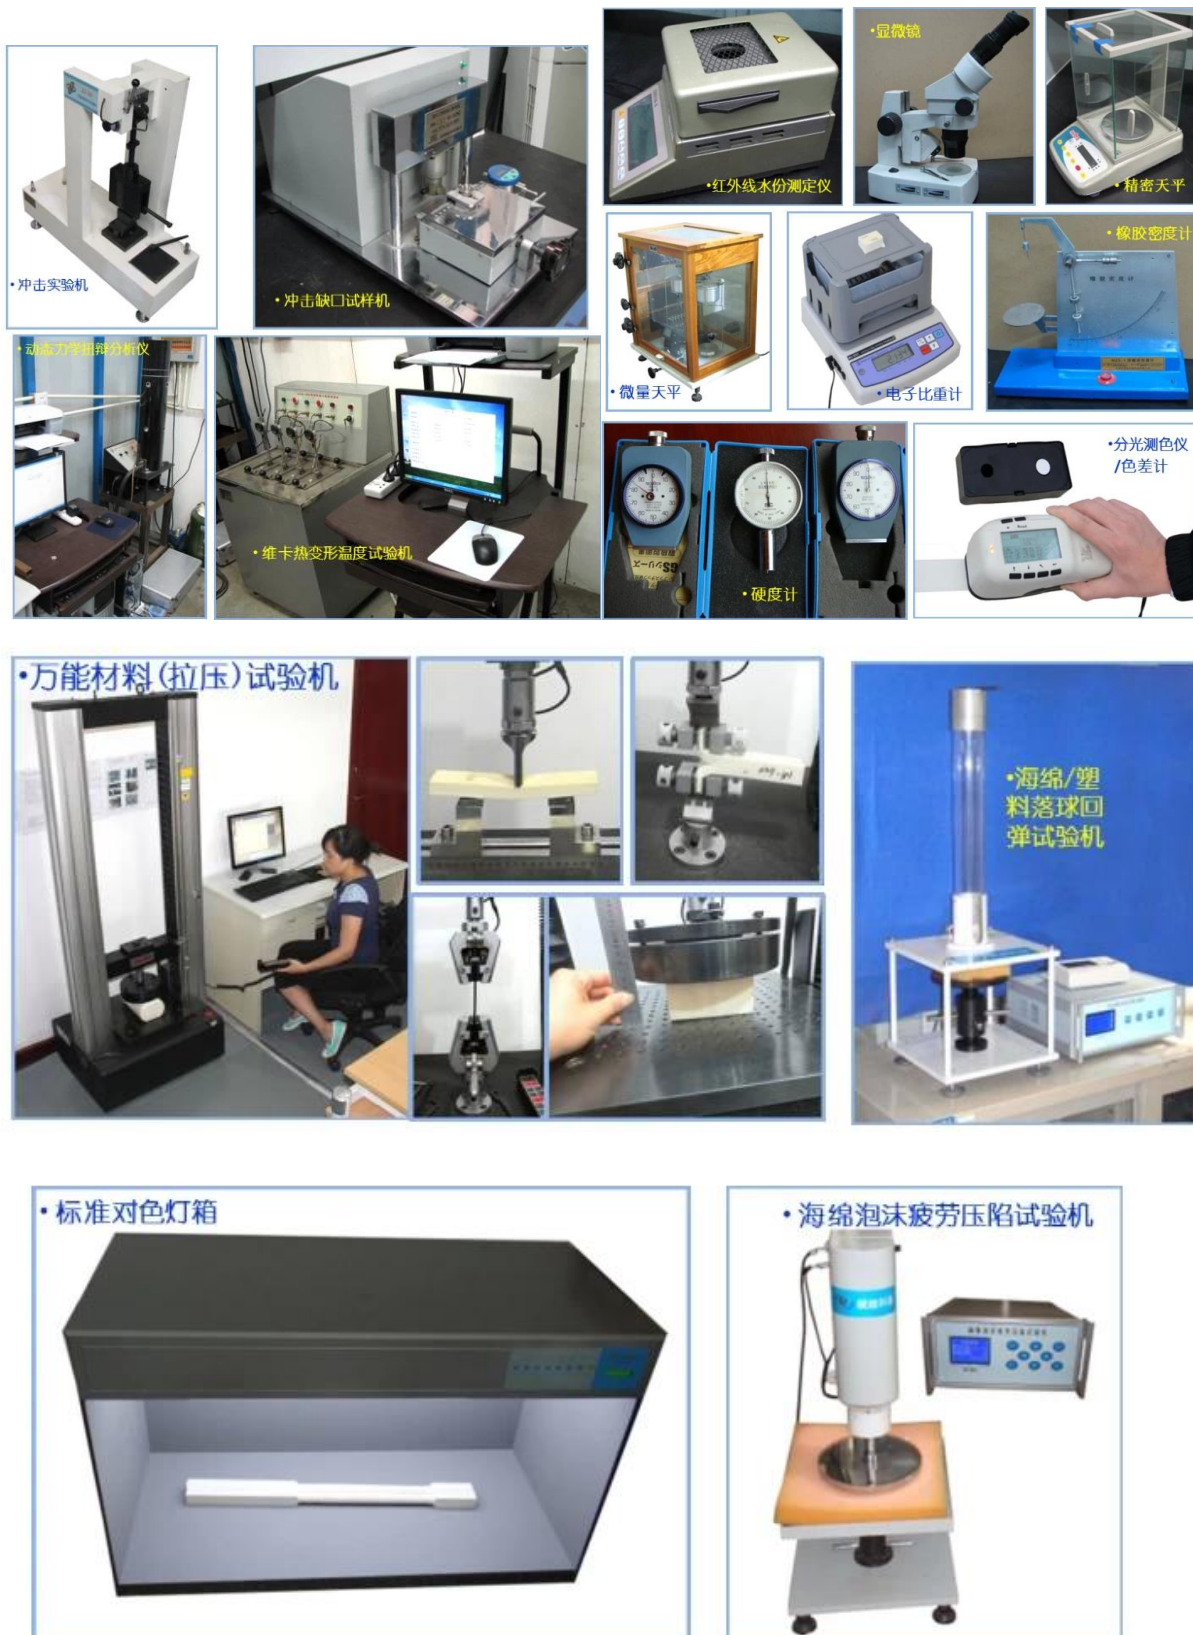 •冲击实验机
•冲击缺口试样机
•红外线水份测定仪
•显微镜
•精密天平
•微量天平
•电子比重计
•橡胶密度计
•动态力学扭辩分析仪
•维卡热变形温度试验机
•硬度计
•分光测色仪
/色差计
•万能材料(拉压)试验机
•海绵/塑
料落球回
弹试验机
•标准对色灯箱
•海绵泡沫疲劳压陷试验机